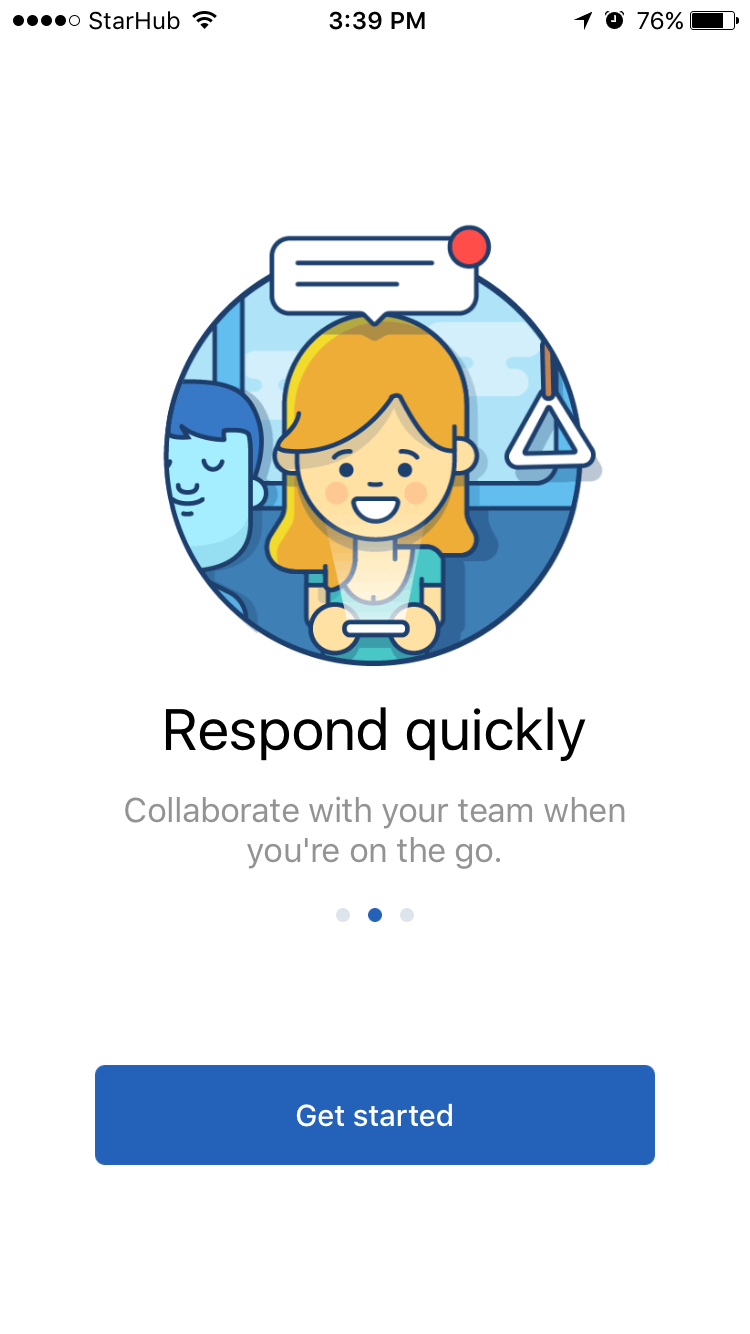 StarHub 3:39 PM 76%
Respond quickly
Collaborate with your team when
you're on the go.
Get started